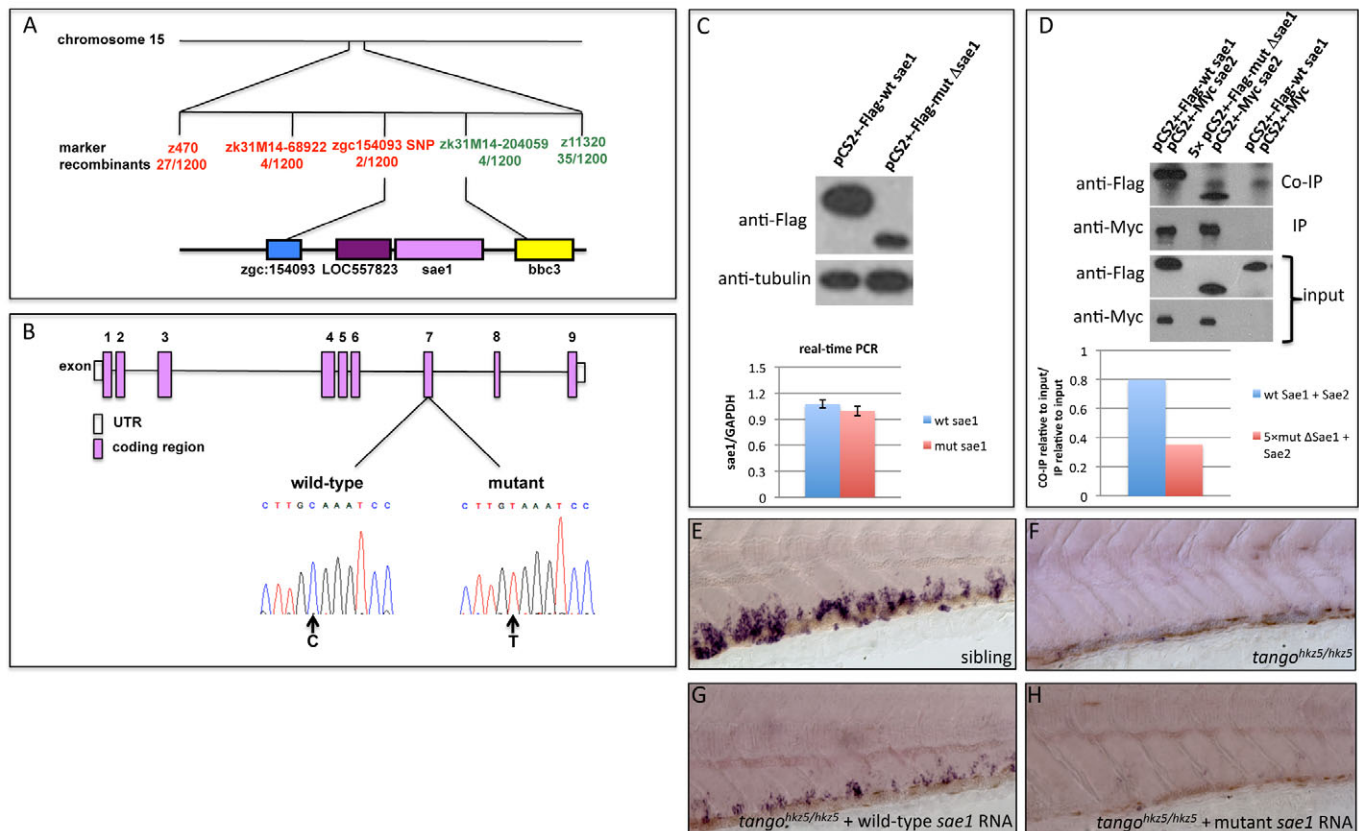 A
chromosome 15
marker
recombinants
z470
27/1200
zk31M14-68922
4/1200
zgc154093 SNP
2/1200
zk31M14-204059
4/1200
z11320
35/1200
zgc:154093
LOC557823
sae1
bbc3
B
1 2 3 4 5 6 7 8 9
exon
UTR
coding region
wild-type
mutant
C T T G C A A A T C C
C T T G T A A A T C C
C
T
C
pCS2+-Flag-wt sae1
pCS2+-Flag-mut Δsae1
anti-Flag
anti-tubulin
real-time PCR
sae1/GAPDH
1.5
1.2
0.9
0.6
0.3
0
wt sae1
mut sae1
D
pCS2+-Flag-wt sae1
pCS2+-Myc sae2
5× pCS2+-Flag-mut Δsae1
pCS2+-Myc sae2
pCS2+-Flag-wt sae1
pCS2+-Myc
anti-Flag
Co-IP
anti-Myc
IP
anti-Flag
input
anti-Myc
CO-IP relative to input/
IP relative to input
1
0.8
0.6
0.4
0.2
0
wt Sae1 + Sae2
5×mut ΔSae1 +
Sae2
E
sibling
F
tango^hkz5/hkz5
G
tango^hkz5/hkz5 + wild-type sae1 RNA
H
tango^hkz5/hkz5 + mutant sae1 RNA